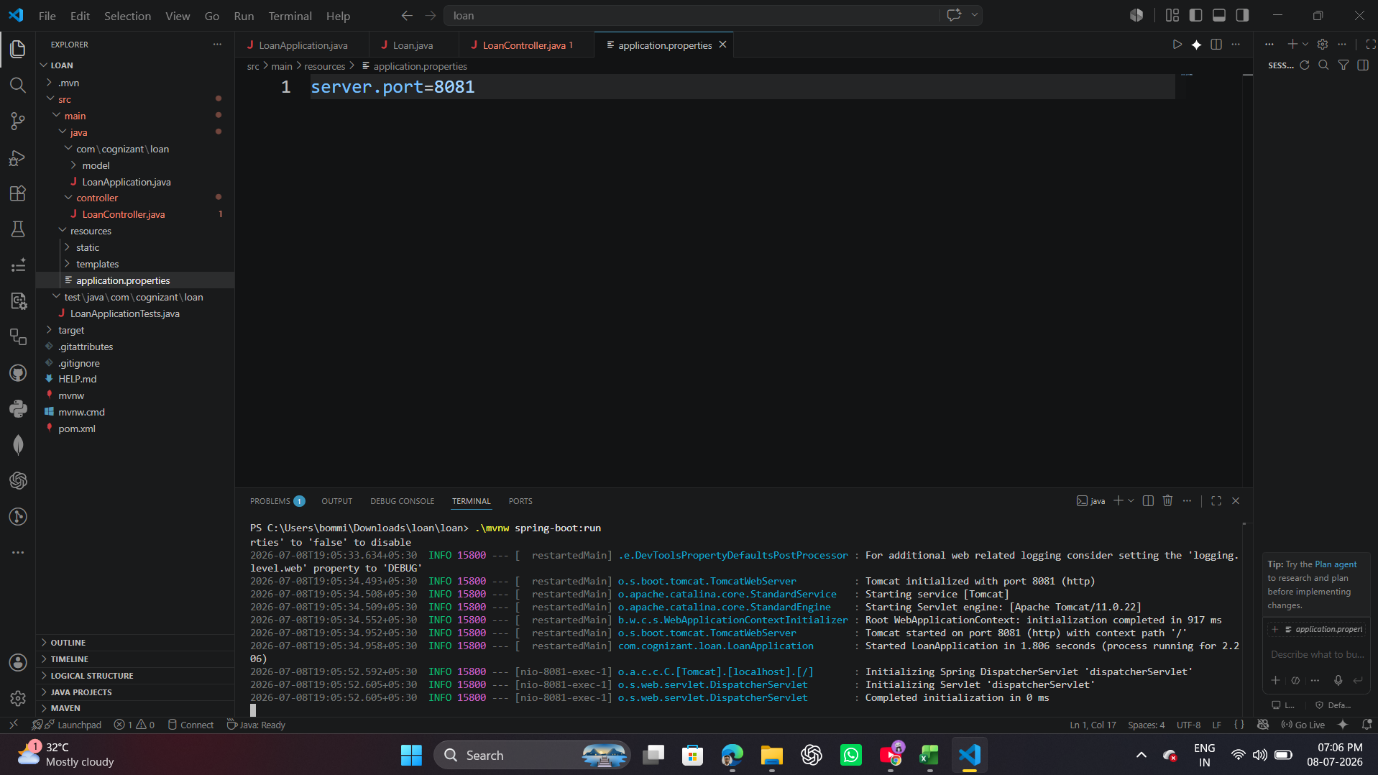 File Edit Selection View Go Run Terminal Help
loan
EXPLORER
LOAN
.mvn
src
main
java
com\cognizant\loan
model
LoanApplication.java
controller
LoanController.java 1
resources
static
templates
application.properties
test\java\com\cognizant\loan
LoanApplicationTests.java
target
.gitattributes
.gitignore
HELP.md
mvnw
mvnw.cmd
pom.xml
OUTLINE
TIMELINE
LOGICAL STRUCTURE
JAVA PROJECTS
MAVEN
LoanApplication.java Loan.java LoanController.java 1 application.properties
src > main > resources > application.properties
1 server.port=8081
PROBLEMS 1 OUTPUT DEBUG CONSOLE TERMINAL PORTS
java
PS C:\Users\bommi\Downloads\loan\loan> .\mvnw spring-boot:run
rties' to 'false' to disable
2026-07-08T19:05:33.634+05:30 INFO 15800 --- [ restartedMain] .e.DevToolsPropertyDefaultsPostProcessor : For additional web related logging consider setting the 'logging.
level.web' property to 'DEBUG'
2026-07-08T19:05:34.493+05:30 INFO 15800 --- [ restartedMain] o.s.boot.tomcat.TomcatWebServer : Tomcat initialized with port 8081 (http)
2026-07-08T19:05:34.508+05:30 INFO 15800 --- [ restartedMain] o.apache.catalina.core.StandardService : Starting service [Tomcat]
2026-07-08T19:05:34.509+05:30 INFO 15800 --- [ restartedMain] o.apache.catalina.core.StandardEngine : Starting Servlet engine: [Apache Tomcat/11.0.22]
2026-07-08T19:05:34.552+05:30 INFO 15800 --- [ restartedMain] b.w.c.s.WebApplicationContextInitializer : Root WebApplicationContext: initialization completed in 917 ms
2026-07-08T19:05:34.952+05:30 INFO 15800 --- [ restartedMain] o.s.boot.tomcat.TomcatWebServer : Tomcat started on port 8081 (http) with context path '/'
2026-07-08T19:05:34.958+05:30 INFO 15800 --- [ restartedMain] com.cognizant.loan.LoanApplication : Started LoanApplication in 1.806 seconds (process running for 2.2
06)
2026-07-08T19:05:52.592+05:30 INFO 15800 --- [nio-8081-exec-1] o.a.c.c.C.[Tomcat].[localhost].[/] : Initializing Spring DispatcherServlet 'dispatcherServlet'
2026-07-08T19:05:52.605+05:30 INFO 15800 --- [nio-8081-exec-1] o.s.web.servlet.DispatcherServlet : Initializing Servlet 'dispatcherServlet'
2026-07-08T19:05:52.605+05:30 INFO 15800 --- [nio-8081-exec-1] o.s.web.servlet.DispatcherServlet : Completed initialization in 0 ms
SESS...
Tip: Try the Plan agent
to research and plan
before implementing
changes.
application.propert
Describe what to bu...
L... Defa...
Launchpad 1 0 Connect Java: Ready Ln 1, Col 17 Spaces: 4 UTF-8 LF { } Go Live
1
32°C
Mostly cloudy
Search
ENG
IN
07:06 PM
08-07-2026